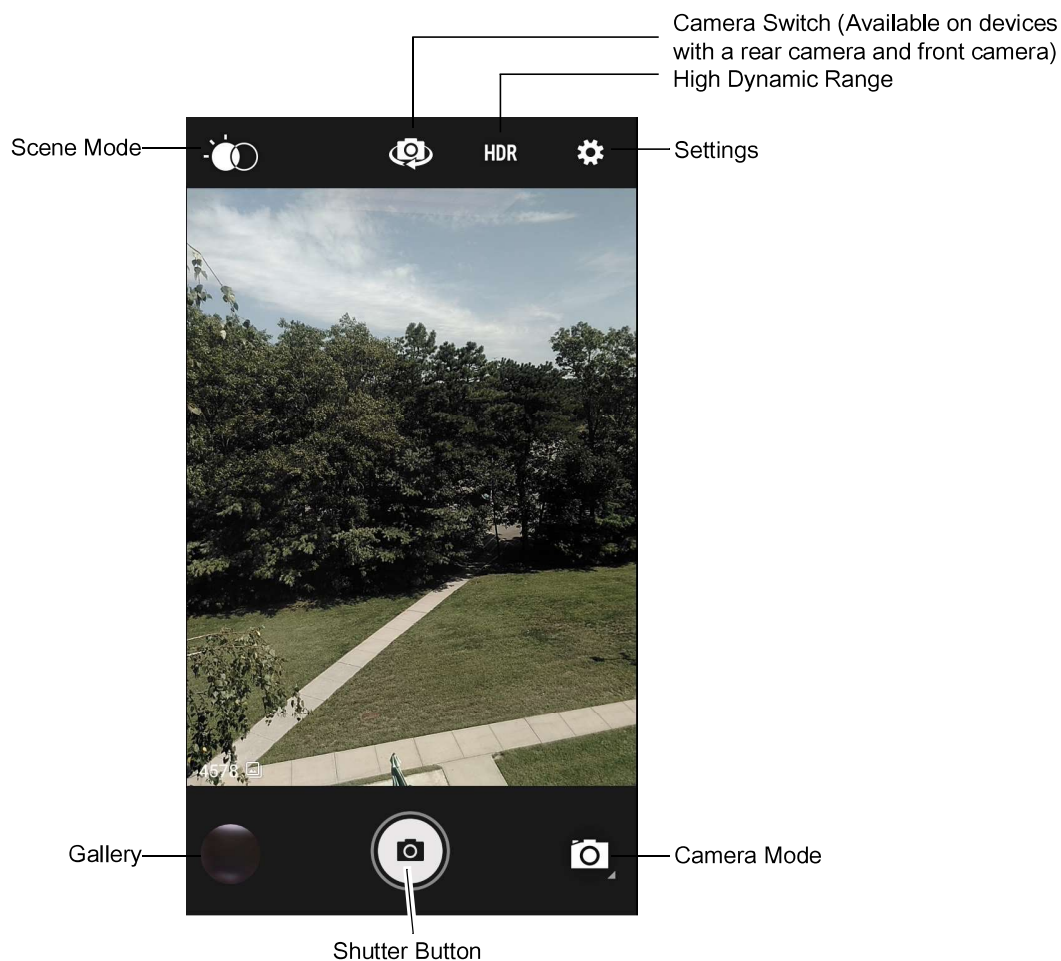 Camera Switch (Available on devices
with a rear camera and front camera)
High Dynamic Range
Scene Mode
HDR
Settings
4578
Gallery
Camera Mode
Shutter Button